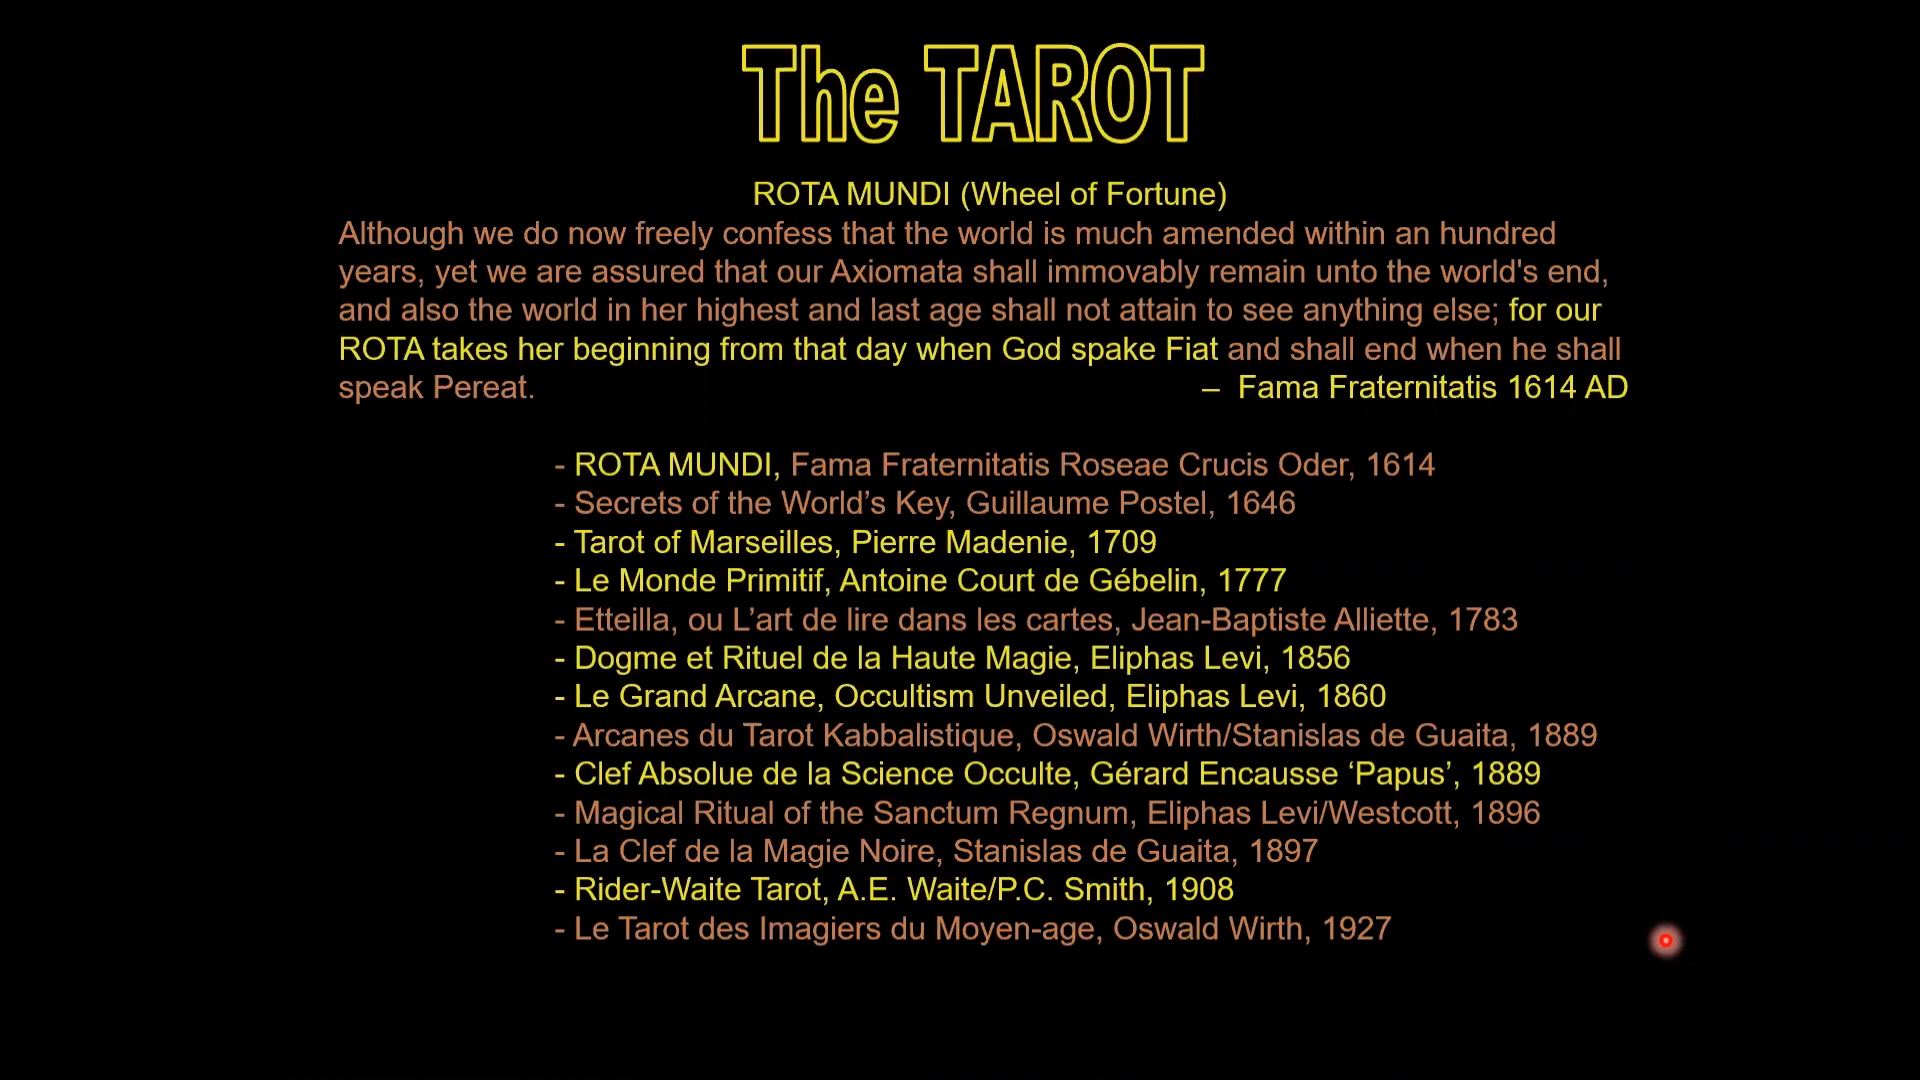 The TAROT
ROTA MUNDI (Wheel of Fortune)
Although we do now freely confess that the world is much amended within an hundred
years, yet we are assured that our Axiomata shall immovably remain unto the world's end,
and also the world in her highest and last age shall not attain to see anything else; for our
ROTA takes her beginning from that day when God spake Fiat and shall end when he shall
speak Pereat. – Fama Fraternitatis 1614 AD
- ROTA MUNDI, Fama Fraternitatis Roseae Crucis Oder, 1614
- Secrets of the World’s Key, Guillaume Postel, 1646
- Tarot of Marseilles, Pierre Madenie, 1709
- Le Monde Primitif, Antoine Court de Gébelin, 1777
- Etteilla, ou L’art de lire dans les cartes, Jean-Baptiste Alliette, 1783
- Dogme et Rituel de la Haute Magie, Eliphas Levi, 1856
- Le Grand Arcane, Occultism Unveiled, Eliphas Levi, 1860
- Arcanes du Tarot Kabbalistique, Oswald Wirth/Stanislas de Guaita, 1889
- Clef Absolue de la Science Occulte, Gérard Encausse ‘Papus’, 1889
- Magical Ritual of the Sanctum Regnum, Eliphas Levi/Westcott, 1896
- La Clef de la Magie Noire, Stanislas de Guaita, 1897
- Rider-Waite Tarot, A.E. Waite/P.C. Smith, 1908
- Le Tarot des Imagiers du Moyen-age, Oswald Wirth, 1927